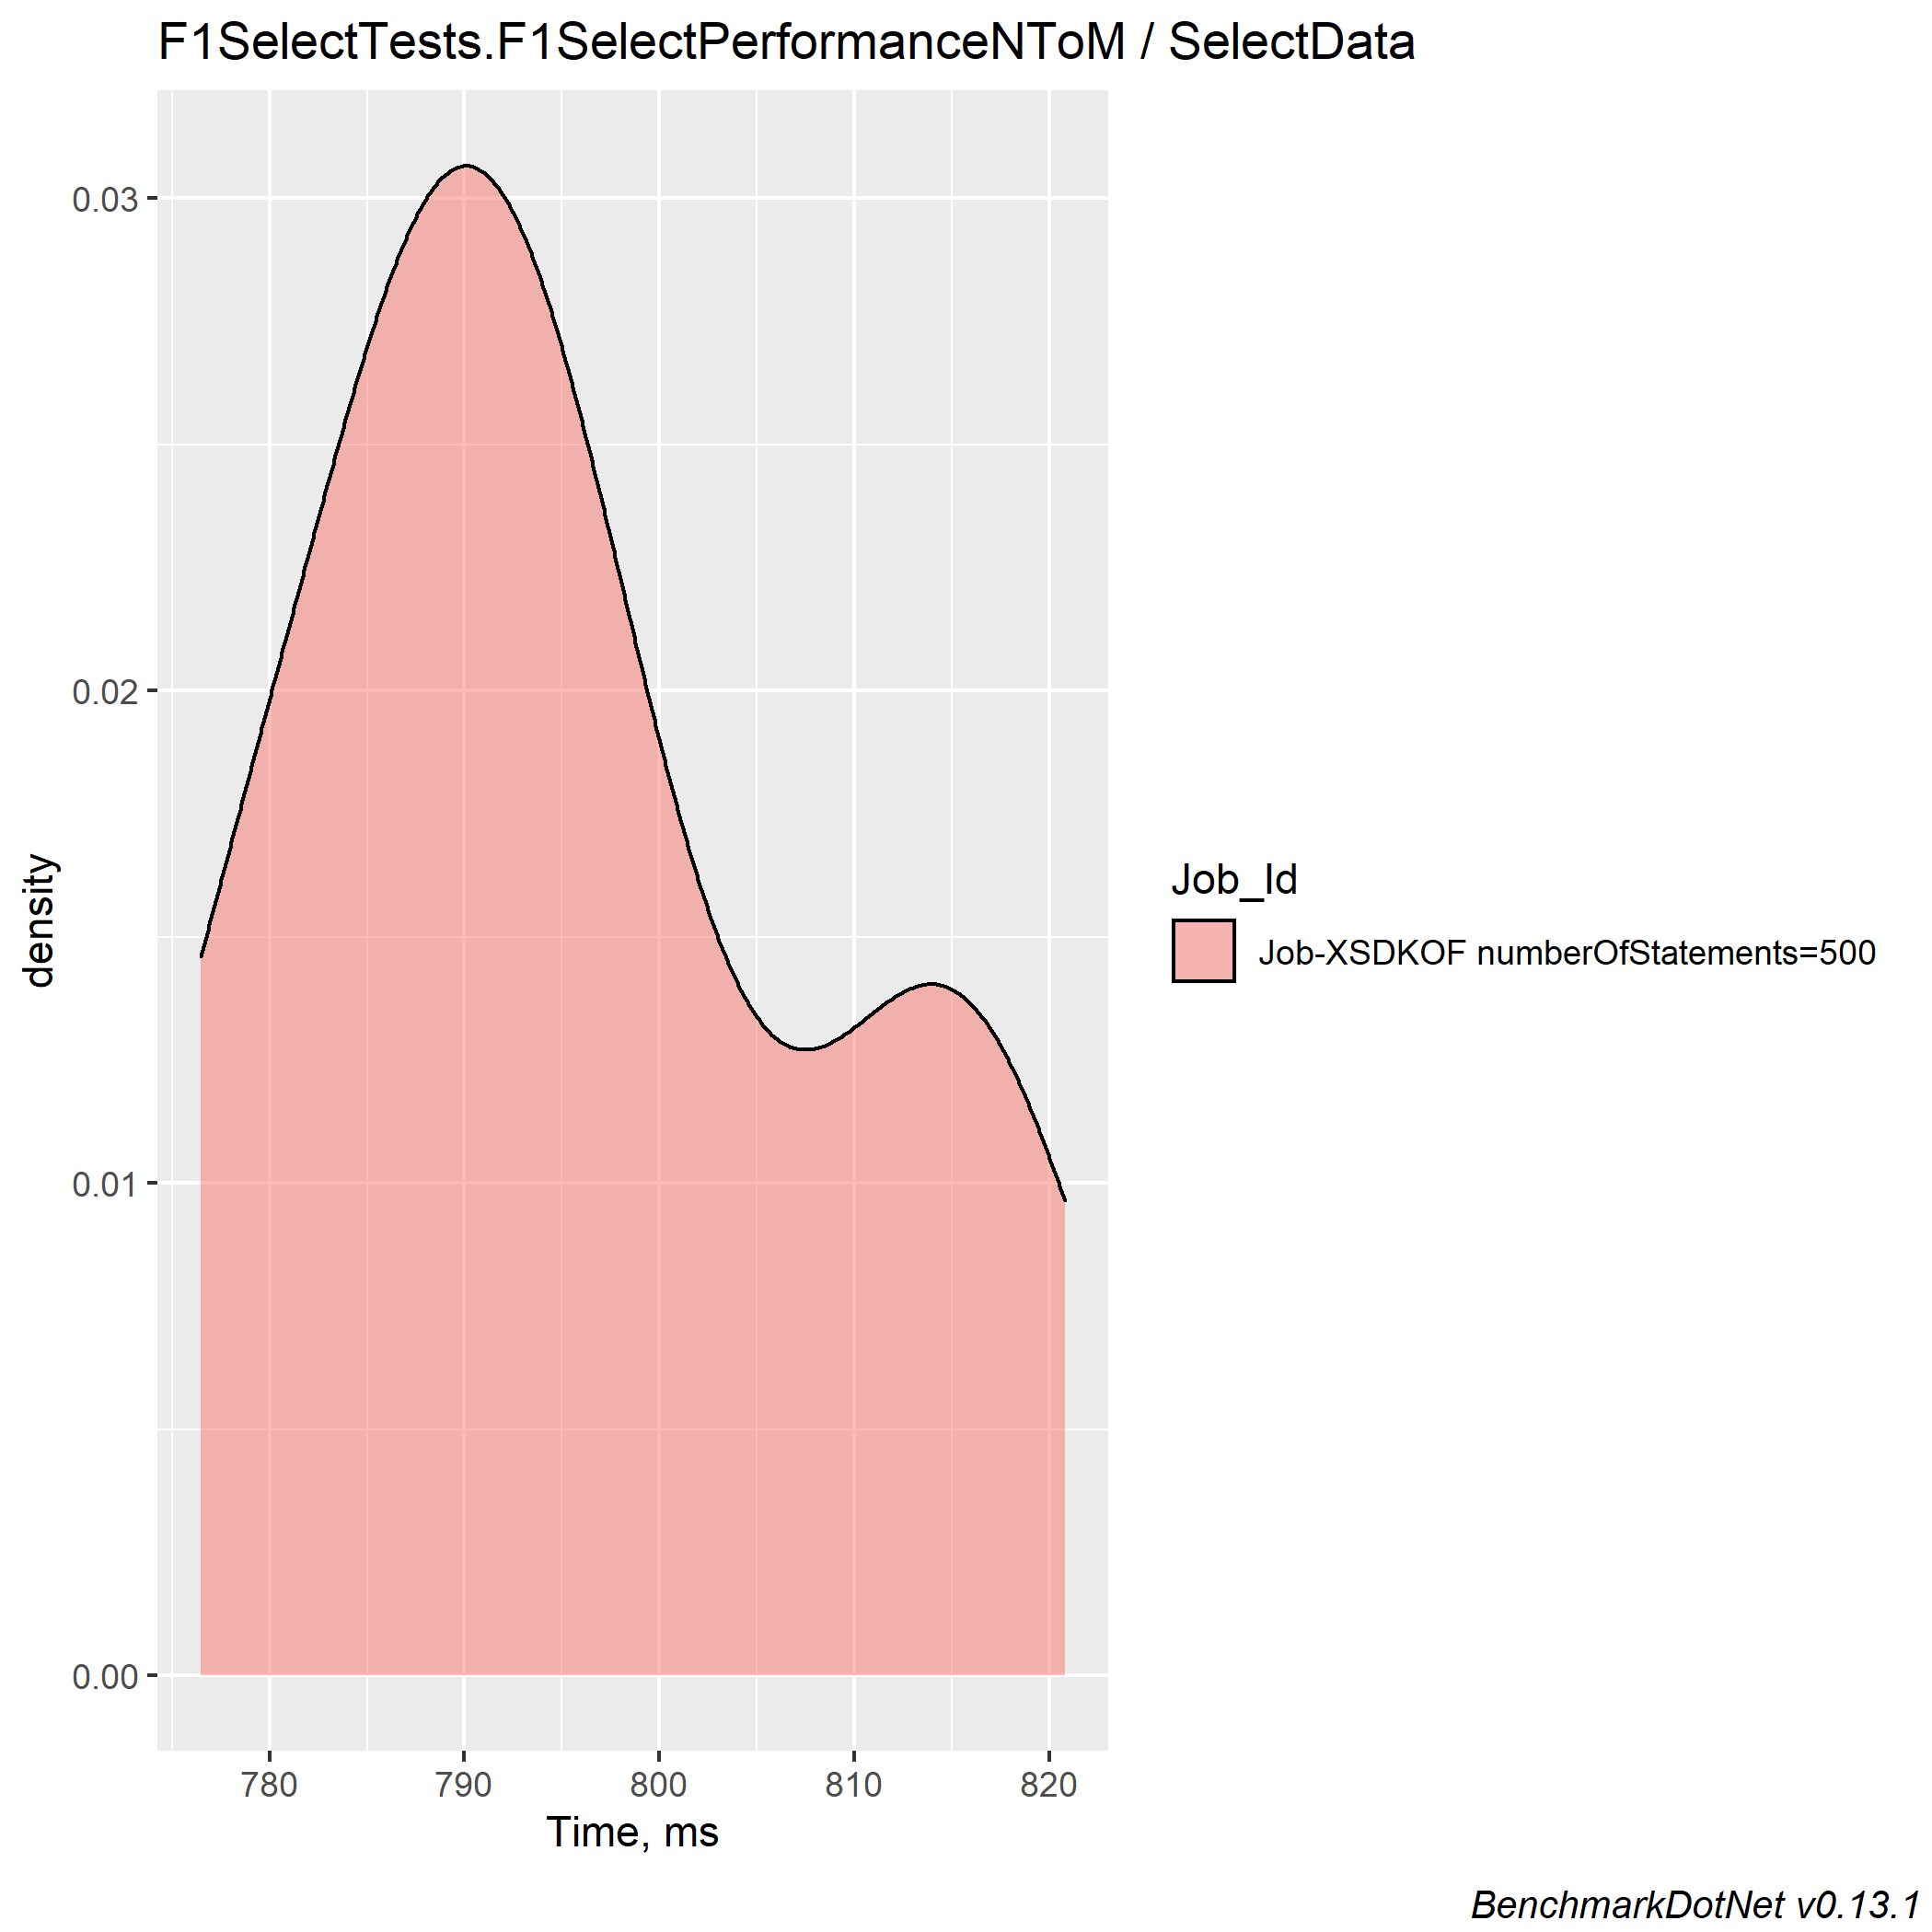 F1SelectTests.F1SelectPerformanceNToM / SelectData
0.03
0.02
0.01
0.00
density
780 790 800 810 820
Time, ms
Job_Id
Job-XSDKOF numberOfStatements=500
BenchmarkDotNet v0.13.1